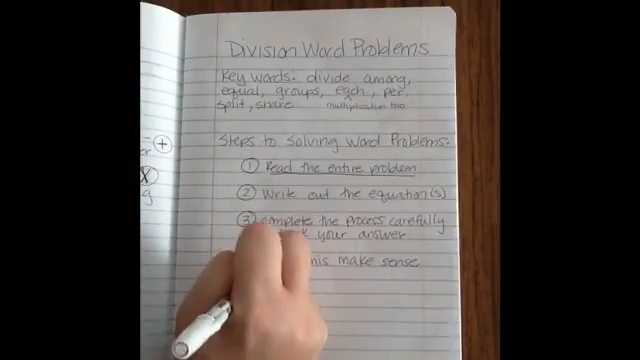 Division Word Problems
Key words: divide among,
equal, groups, each, per,
split, share multiplication too
Steps to Solving Word Problems:
① Read the entire problem
② Write out the equation(s)
③ complete the process carefully
your answer
this make sense
+
er
X
g